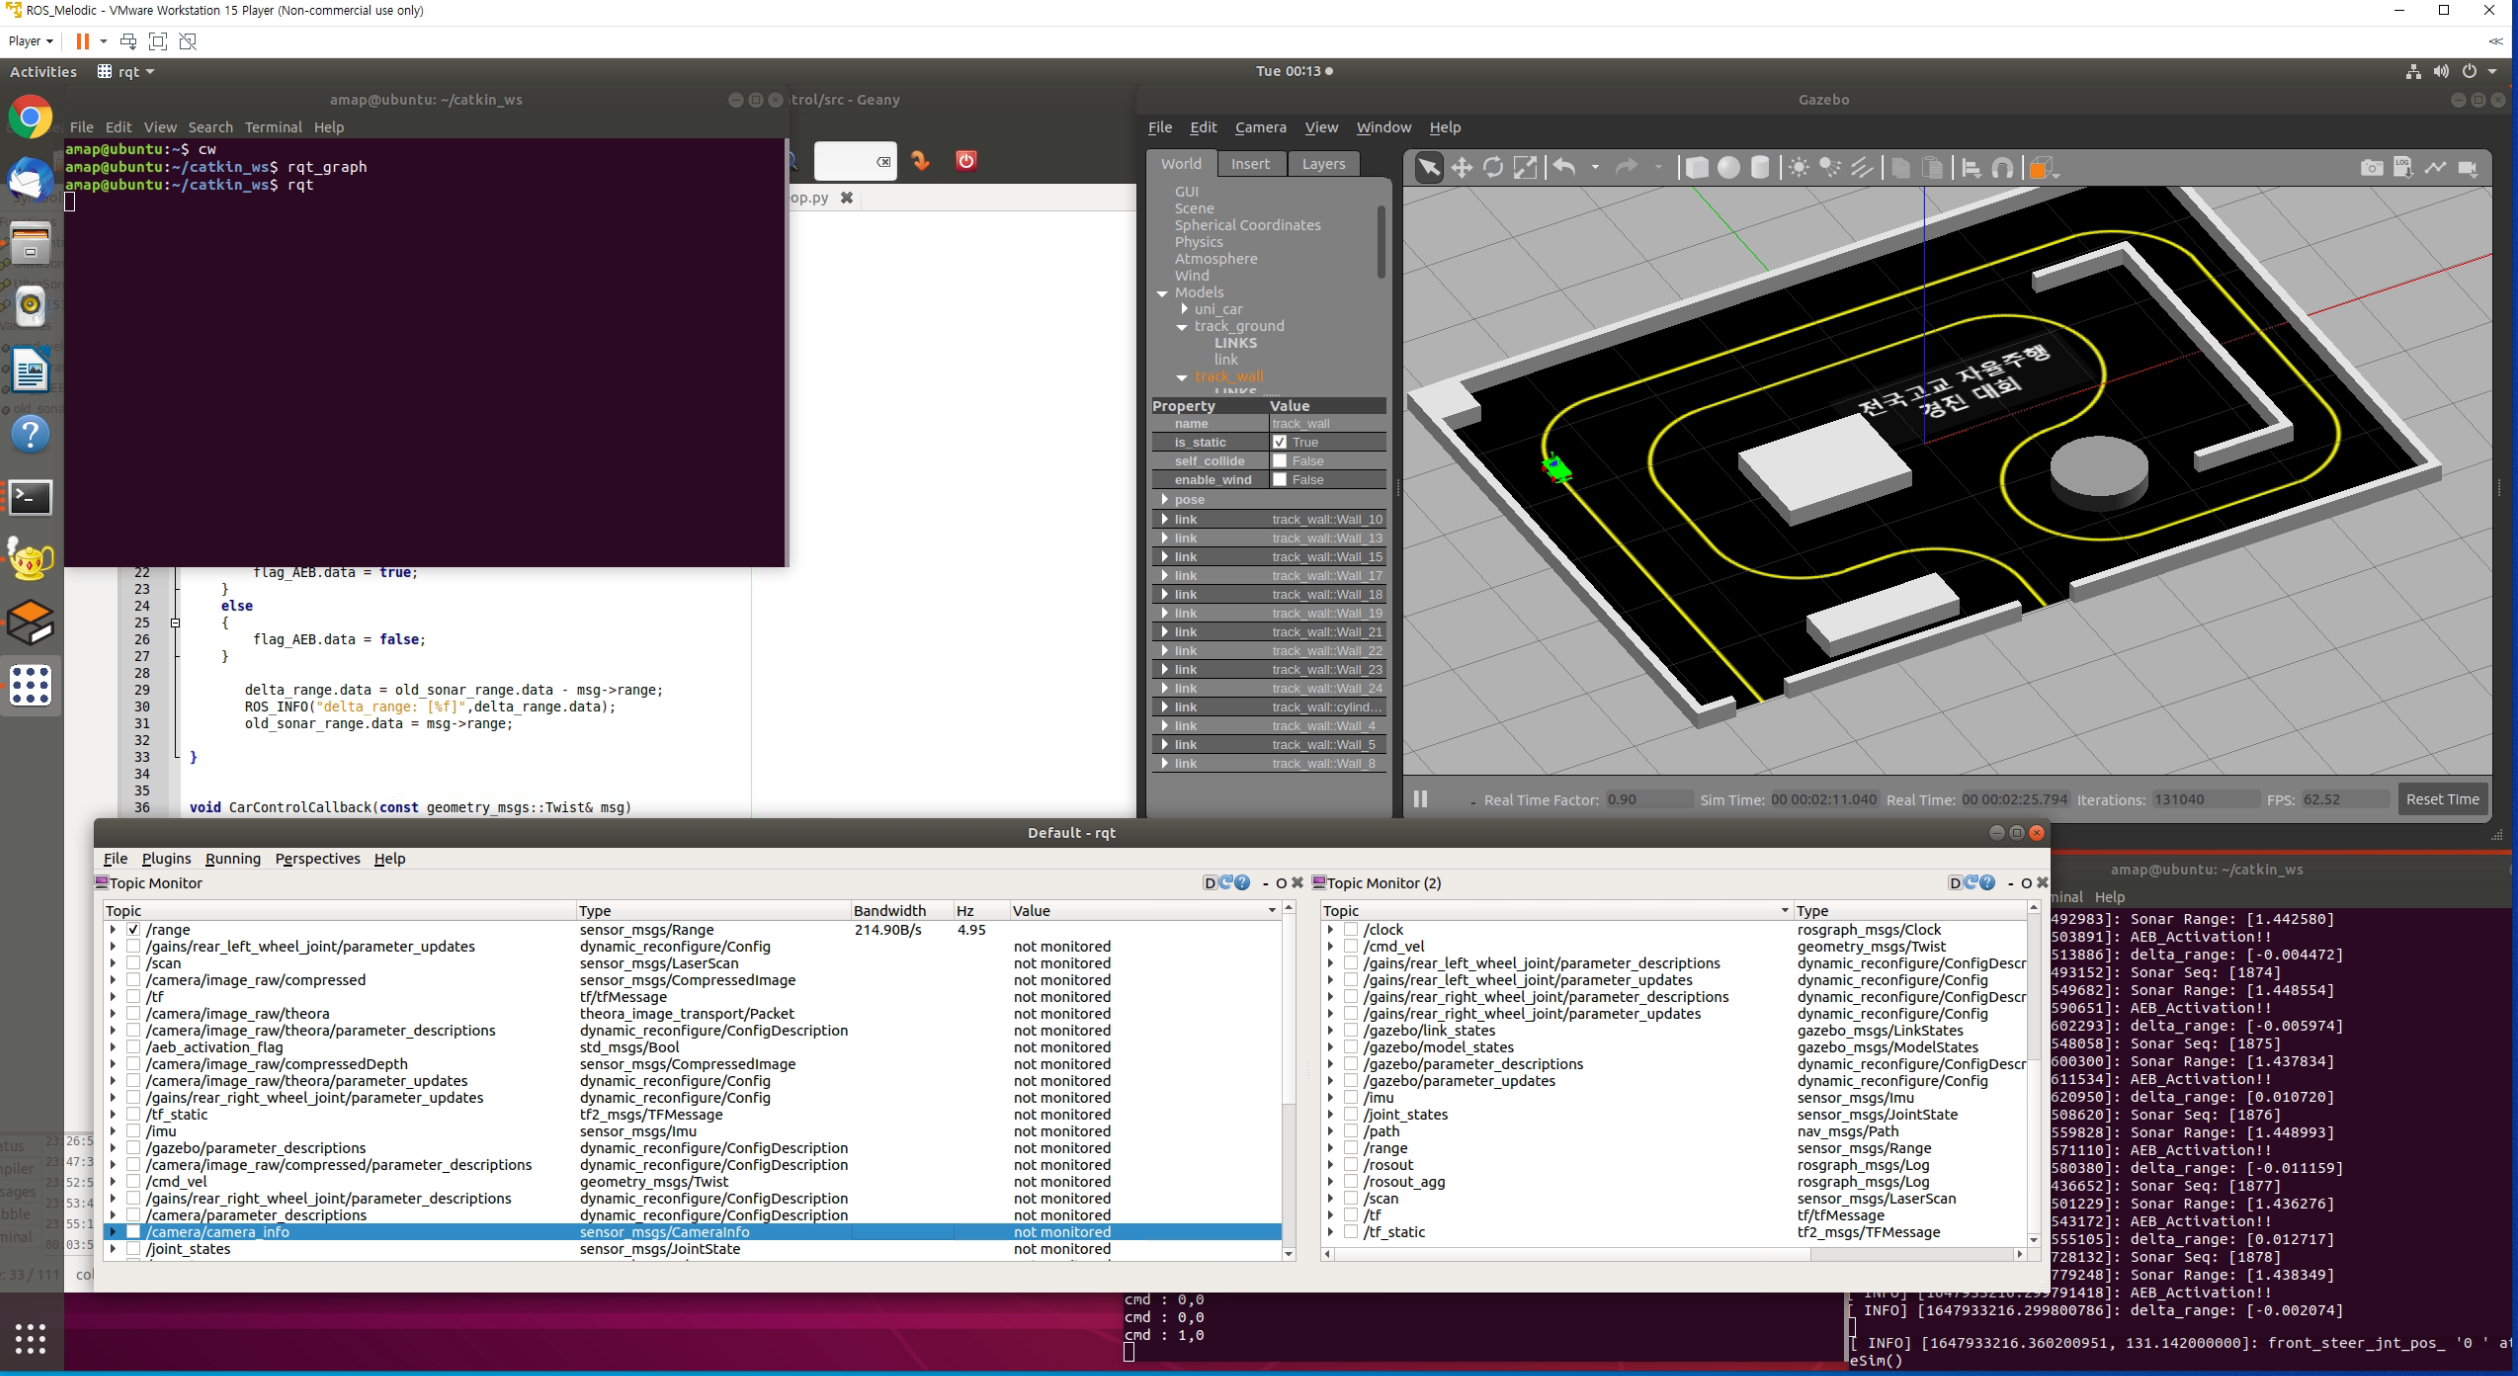 ROS_Melodic - VMware Workstation 15 Player (Non-commercial use only)
Player
Activities
rqt
Tue 00:13
amap@ubuntu: ~/catkin_ws
trol/src - Geany
Gazebo
File Edit View Search Terminal Help
amap@ubuntu:~$ cw
amap@ubuntu:~/catkin_ws$ rqt_graph
amap@ubuntu:~/catkin_ws$ rqt
op.py
22 flag_AEB.data = true;
23 }
24 else
25 {
26 flag_AEB.data = false;
27 }
28
29 delta_range.data = old_sonar_range.data - msg->range;
30 ROS_INFO("delta_range: [%f]",delta_range.data);
31 old_sonar_range.data = msg->range;
32
33 }
34
35
36 void CarControlCallback(const geometry_msgs::Twist& msg)
File Edit Camera View Window Help
World Insert Layers
GUI
Scene
Spherical Coordinates
Physics
Atmosphere
Wind
Models
uni_car
track_ground
LINKS
link
track_wall
LINKS
Property Value
name track_wall
is_static True
self_collide False
enable_wind False
pose
link track_wall::Wall_10
link track_wall::Wall_13
link track_wall::Wall_15
link track_wall::Wall_17
link track_wall::Wall_18
link track_wall::Wall_19
link track_wall::Wall_21
link track_wall::Wall_22
link track_wall::Wall_23
link track_wall::Wall_24
link track_wall::cylind...
link track_wall::Wall_4
link track_wall::Wall_5
link track_wall::Wall_8
전국고교 자율주행
경진 대회
Real Time Factor: 0.90 Sim Time: 00 00:02:11.040 Real Time: 00 00:02:25.794 Iterations: 131040 FPS: 62.52 Reset Time
Default - rqt
File Plugins Running Perspectives Help
Topic Monitor
Topic Type Bandwidth Hz Value
/range sensor_msgs/Range 214.90B/s 4.95
/gains/rear_left_wheel_joint/parameter_updates dynamic_reconfigure/Config not monitored
/scan sensor_msgs/LaserScan not monitored
/camera/image_raw/compressed sensor_msgs/CompressedImage not monitored
/tf tf/tfMessage not monitored
/camera/image_raw/theora theora_image_transport/Packet not monitored
/camera/image_raw/theora/parameter_descriptions dynamic_reconfigure/ConfigDescription not monitored
/aeb_activation_flag std_msgs/Bool not monitored
/camera/image_raw/compressedDepth sensor_msgs/CompressedImage not monitored
/camera/image_raw/theora/parameter_updates dynamic_reconfigure/Config not monitored
/gains/rear_right_wheel_joint/parameter_updates dynamic_reconfigure/Config not monitored
/tf_static tf2_msgs/TFMessage not monitored
/imu sensor_msgs/Imu not monitored
/gazebo/parameter_descriptions dynamic_reconfigure/ConfigDescription not monitored
/camera/image_raw/compressed/parameter_descriptions dynamic_reconfigure/ConfigDescription not monitored
/cmd_vel geometry_msgs/Twist not monitored
/gains/rear_right_wheel_joint/parameter_descriptions dynamic_reconfigure/ConfigDescription not monitored
/camera/parameter_descriptions dynamic_reconfigure/ConfigDescription not monitored
/camera/camera_info sensor_msgs/CameraInfo not monitored
/joint_states sensor_msgs/JointState not monitored
Topic Monitor (2)
Topic Type
/clock rosgraph_msgs/Clock
/cmd_vel geometry_msgs/Twist
/gains/rear_left_wheel_joint/parameter_descriptions dynamic_reconfigure/ConfigDescr
/gains/rear_left_wheel_joint/parameter_updates dynamic_reconfigure/Config
/gains/rear_right_wheel_joint/parameter_descriptions dynamic_reconfigure/ConfigDescr
/gains/rear_right_wheel_joint/parameter_updates dynamic_reconfigure/Config
/gazebo/link_states gazebo_msgs/LinkStates
/gazebo/model_states gazebo_msgs/ModelStates
/gazebo/parameter_descriptions dynamic_reconfigure/ConfigDescr
/gazebo/parameter_updates dynamic_reconfigure/Config
/imu sensor_msgs/Imu
/joint_states sensor_msgs/JointState
/path nav_msgs/Path
/range sensor_msgs/Range
/rosout rosgraph_msgs/Log
/rosout_agg rosgraph_msgs/Log
/scan sensor_msgs/LaserScan
/tf tf/tfMessage
/tf_static tf2_msgs/TFMessage
amap@ubuntu: ~/catkin_ws
minal Help
492983]: Sonar Range: [1.442580]
503891]: AEB_Activation!!
513886]: delta_range: [-0.004472]
493152]: Sonar Seq: [1874]
549682]: Sonar Range: [1.448554]
590651]: AEB_Activation!!
602293]: delta_range: [-0.005974]
548058]: Sonar Seq: [1875]
600300]: Sonar Range: [1.437834]
611534]: AEB_Activation!!
620950]: delta_range: [0.010720]
508620]: Sonar Seq: [1876]
559828]: Sonar Range: [1.448993]
571110]: AEB_Activation!!
580380]: delta_range: [-0.011159]
436652]: Sonar Seq: [1877]
501229]: Sonar Range: [1.436276]
543172]: AEB_Activation!!
555105]: delta_range: [0.012717]
728132]: Sonar Seq: [1878]
779248]: Sonar Range: [1.438349]
[ INFO] [1647933216.299791418]: AEB_Activation!!
[ INFO] [1647933216.299800786]: delta_range: [-0.002074]
[ INFO] [1647933216.360200951, 131.142000000]: front_steer_jnt_pos_ '0 ' at
eSim()
cmd : 0,0
cmd : 0,0
cmd : 1,0